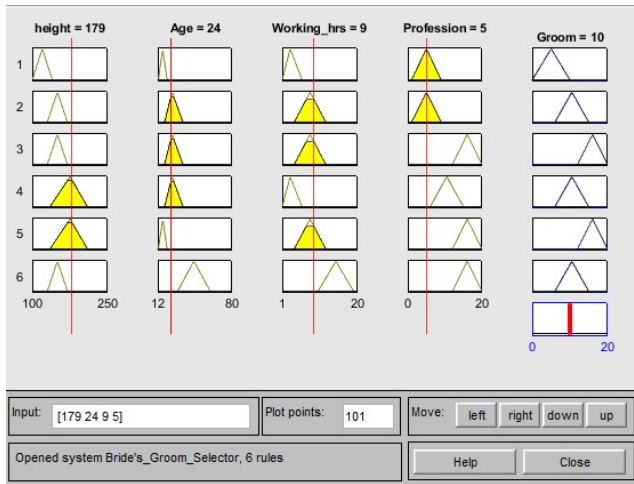 height = 179 Age = 24 Working_hrs = 9 Profession = 5 Groom = 10
1
2
3
4
5
6
100 250 12 80 1 20 0 20
0 20
Input: [179 24 9 5] Plot points: 101 Move: left right down up
Opened system Bride's_Groom_Selector, 6 rules Help Close